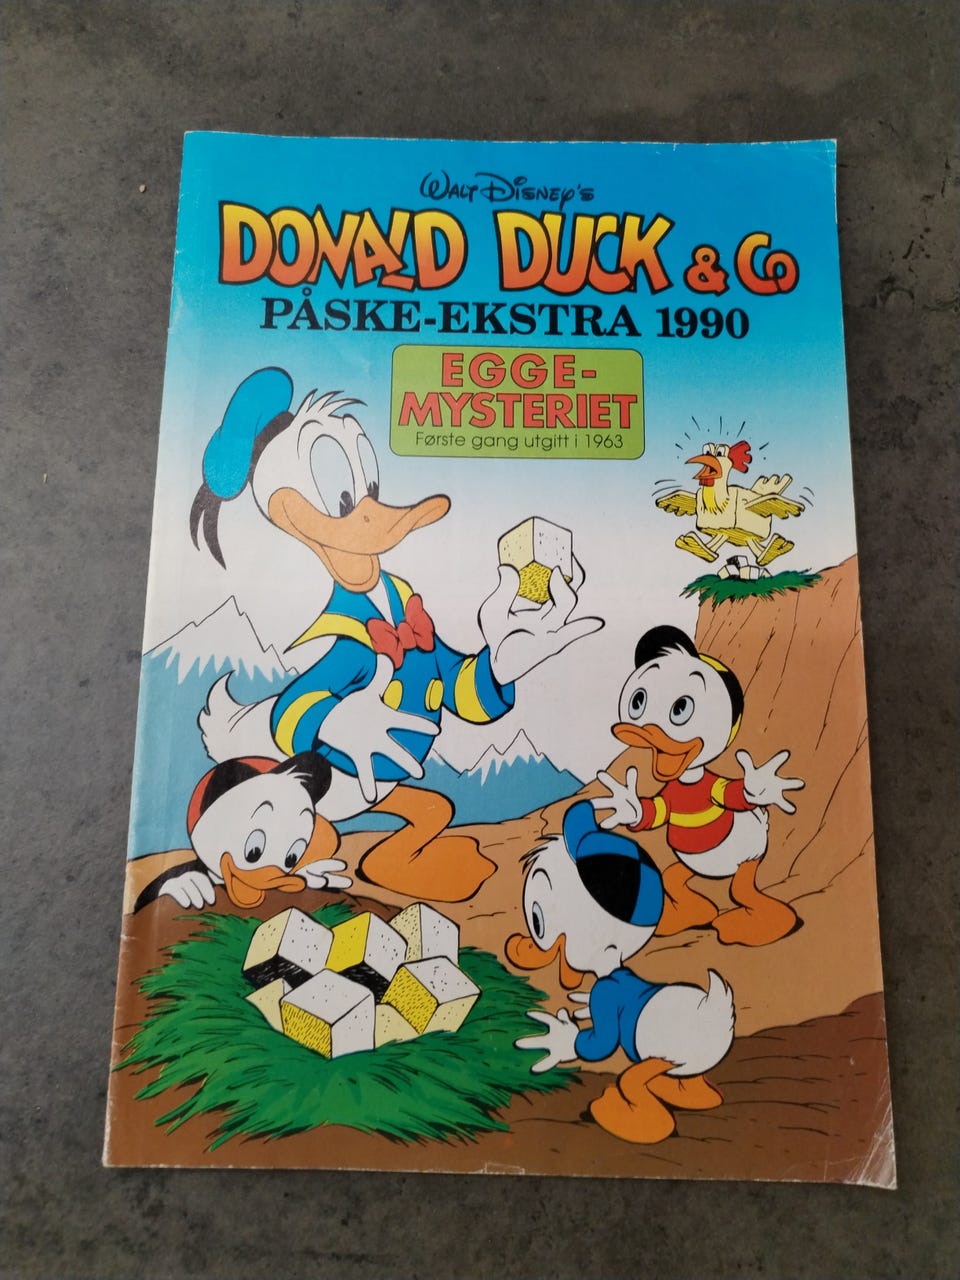 WALT DISNEY'S
DONALD DUCK & CO
PÅSKE-EKSTRA 1990
EGGE-
MYSTERIET
Første gang utgitt i 1963